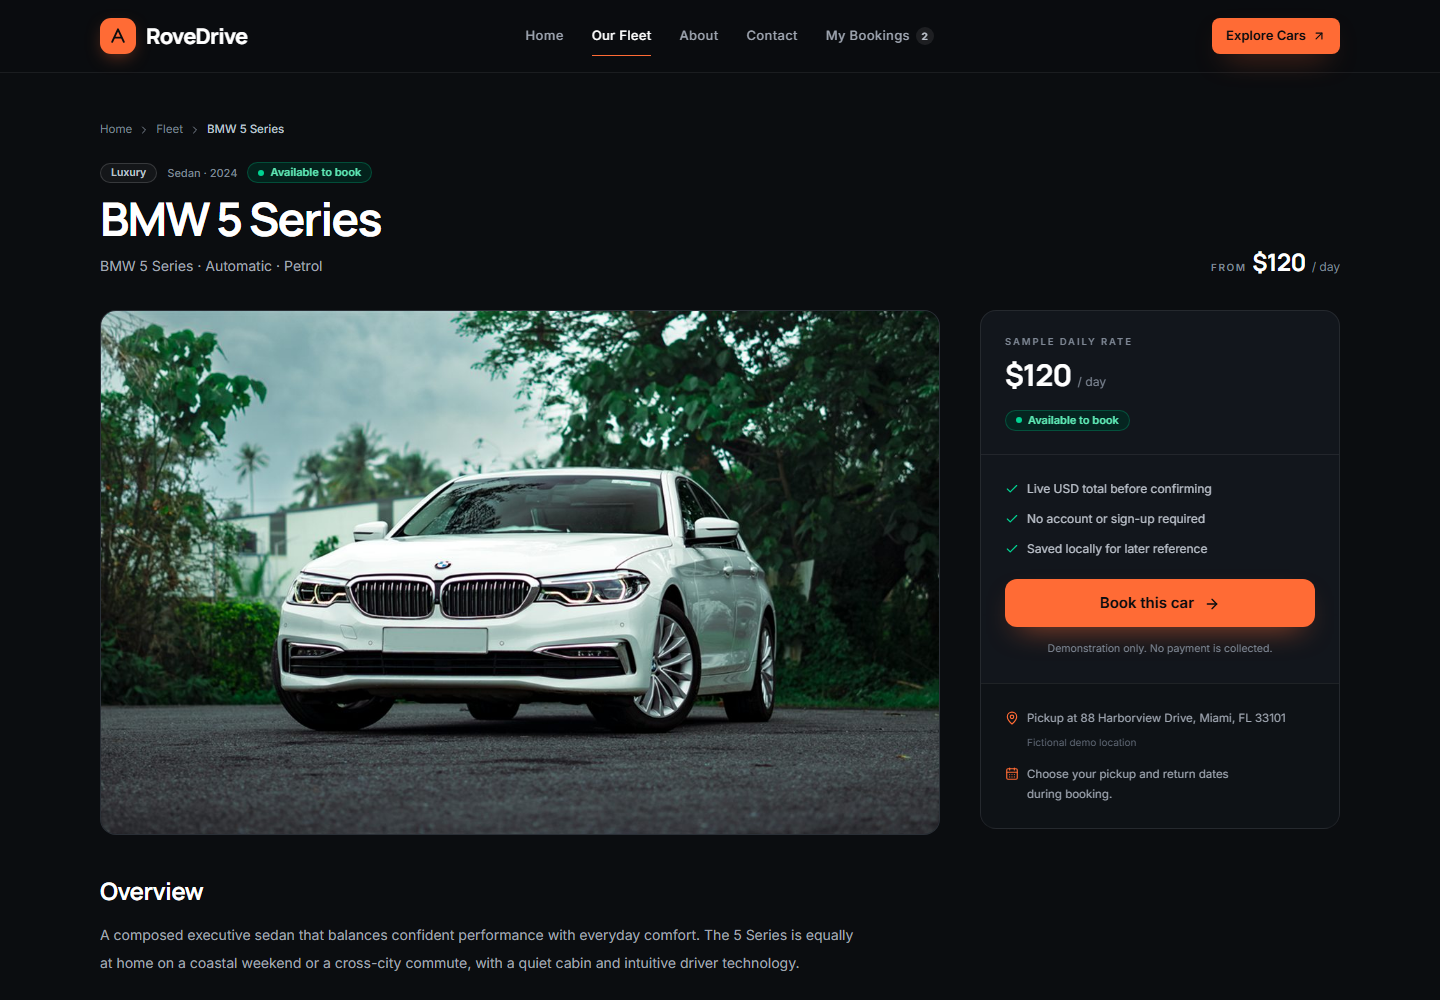 A RoveDrive
Home
Our Fleet
About
Contact
My Bookings 2
Explore Cars
Home > Fleet > BMW 5 Series
Luxury
Sedan · 2024
Available to book
BMW 5 Series
BMW 5 Series · Automatic · Petrol
FROM $120 / day
SAMPLE DAILY RATE
$120 / day
Available to book
Live USD total before confirming
No account or sign-up required
Saved locally for later reference
Book this car →
Demonstration only. No payment is collected.
Pickup at 88 Harborview Drive, Miami, FL 33101
Fictional demo location
Choose your pickup and return dates
during booking.
Overview
A composed executive sedan that balances confident performance with everyday comfort. The 5 Series is equally
at home on a coastal weekend or a cross-city commute, with a quiet cabin and intuitive driver technology.